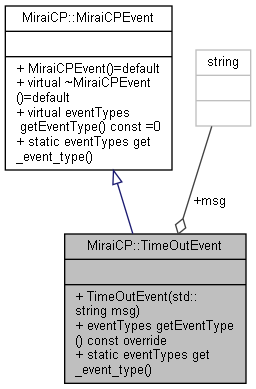 MiraiCP::MiraiCPEvent
+ MiraiCPEvent()=default
+ virtual ~MiraiCPEvent
()=default
+ virtual eventTypes
getEventType() const =0
+ static eventTypes get
_event_type()
string
+msg
MiraiCP::TimeOutEvent
+ TimeOutEvent(std::
string msg)
+ eventTypes getEventType
() const override
+ static eventTypes get
_event_type()